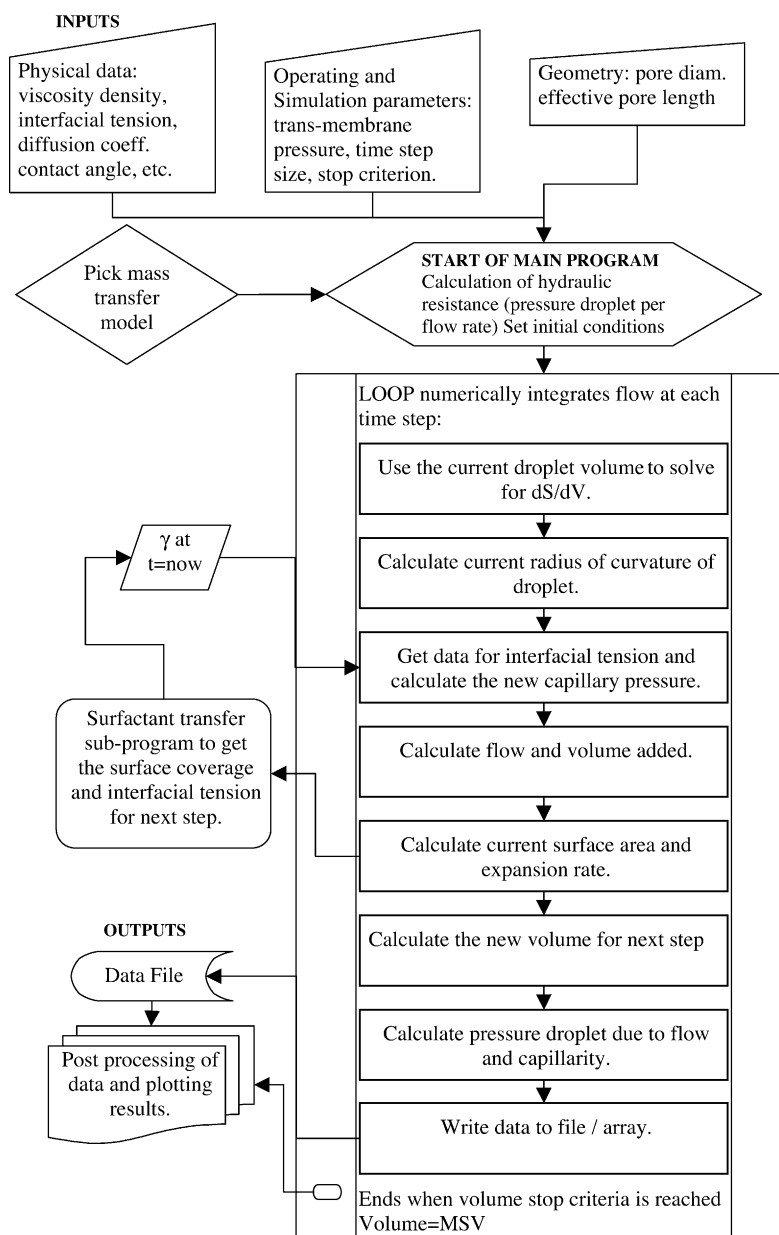 INPUTS
Physical data:
viscosity density,
interfacial tension,
diffusion coeff.
contact angle, etc.
Operating and
Simulation parameters:
trans-membrane
pressure, time step
size, stop criterion.
Geometry: pore diam.
effective pore length
Pick mass
transfer
model
START OF MAIN PROGRAM
Calculation of hydraulic
resistance (pressure droplet per
flow rate) Set initial conditions
LOOP numerically integrates flow at each
time step:
Use the current droplet volume to solve
for dS/dV.
γ at
t=now
Calculate current radius of curvature of
droplet.
Get data for interfacial tension and
calculate the new capillary pressure.
Surfactant transfer
sub-program to get
the surface coverage
and interfacial tension
for next step.
Calculate flow and volume added.
Calculate current surface area and
expansion rate.
Calculate the new volume for next step
OUTPUTS
Data File
Calculate pressure droplet due to flow
and capillarity.
Post processing of
data and plotting
results.
Write data to file / array.
Ends when volume stop criteria is reached
Volume=MSV